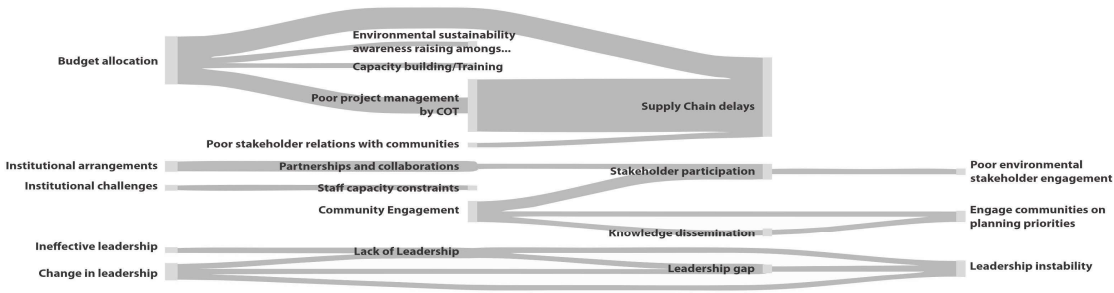 Budget allocation
Environmental sustainability
awareness raising amongs...
Capacity building/Training
Poor project management
by COT
Supply Chain delays
Poor stakeholder relations with communities
Institutional arrangements
Partnerships and collaborations
Stakeholder participation
Poor environmental
stakeholder engagement
Institutional challenges
Staff capacity constraints
Community Engagement
Engage communities on
planning priorities
Knowledge dissemination
Ineffective leadership
Lack of Leadership
Change in leadership
Leadership gap
Leadership instability